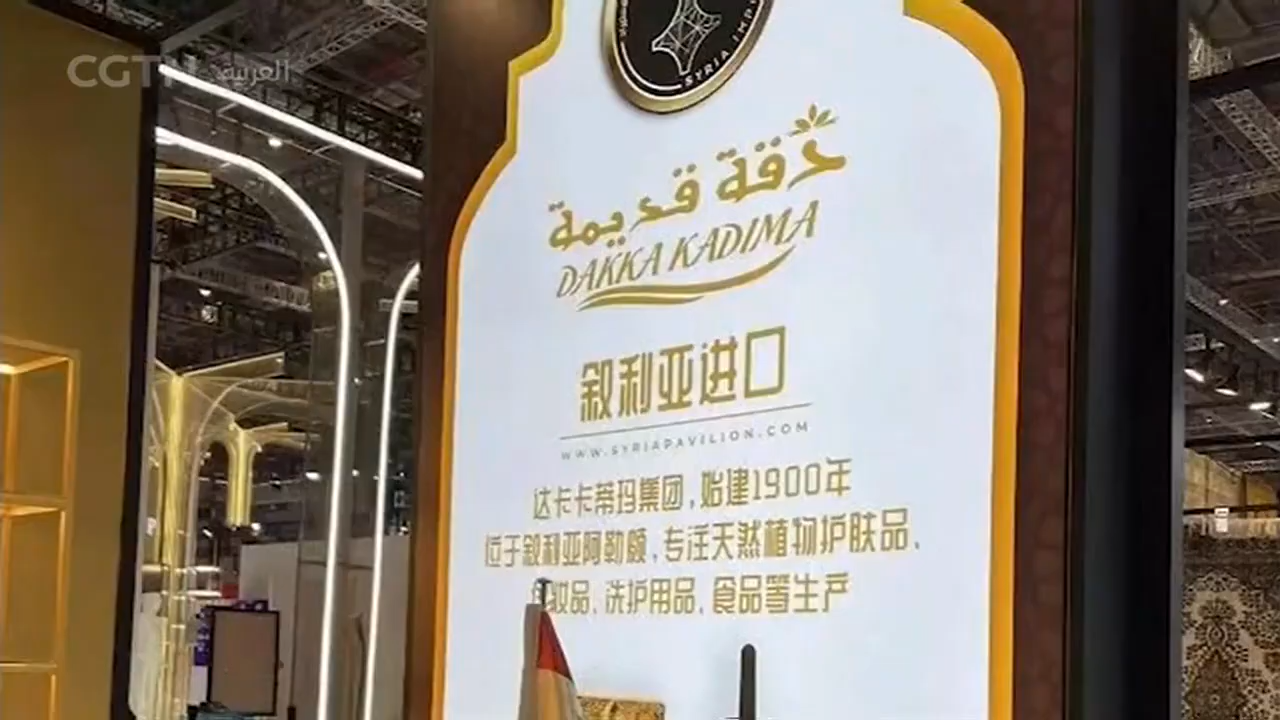 CGTN العربية
SYRIA
دقة قديمة
DAKKA KADIMA
叙利亚进口
WWW.SYRIAPAVILION.COM
达卡卡蒂玛集团,始建1900年
位于叙利亚阿勒颇,专注天然植物护肤品、
妆品、洗护用品、食品等生产